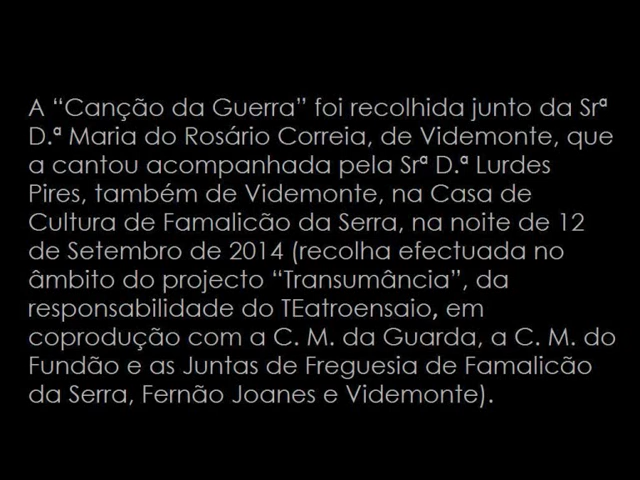 A “Canção da Guerra” foi recolhida junto da Srª
D.ª Maria do Rosário Correia, de Videmonte, que
a cantou acompanhada pela Srª D.ª Lurdes
Pires, também de Videmonte, na Casa de
Cultura de Famalicão da Serra, na noite de 12
de Setembro de 2014 (recolha efectuada no
âmbito do projecto “Transumância”, da
responsabilidade do TEatroensaio, em
coprodução com a C. M. da Guarda, a C. M. do
Fundão e as Juntas de Freguesia de Famalicão
da Serra, Fernão Joanes e Videmonte).